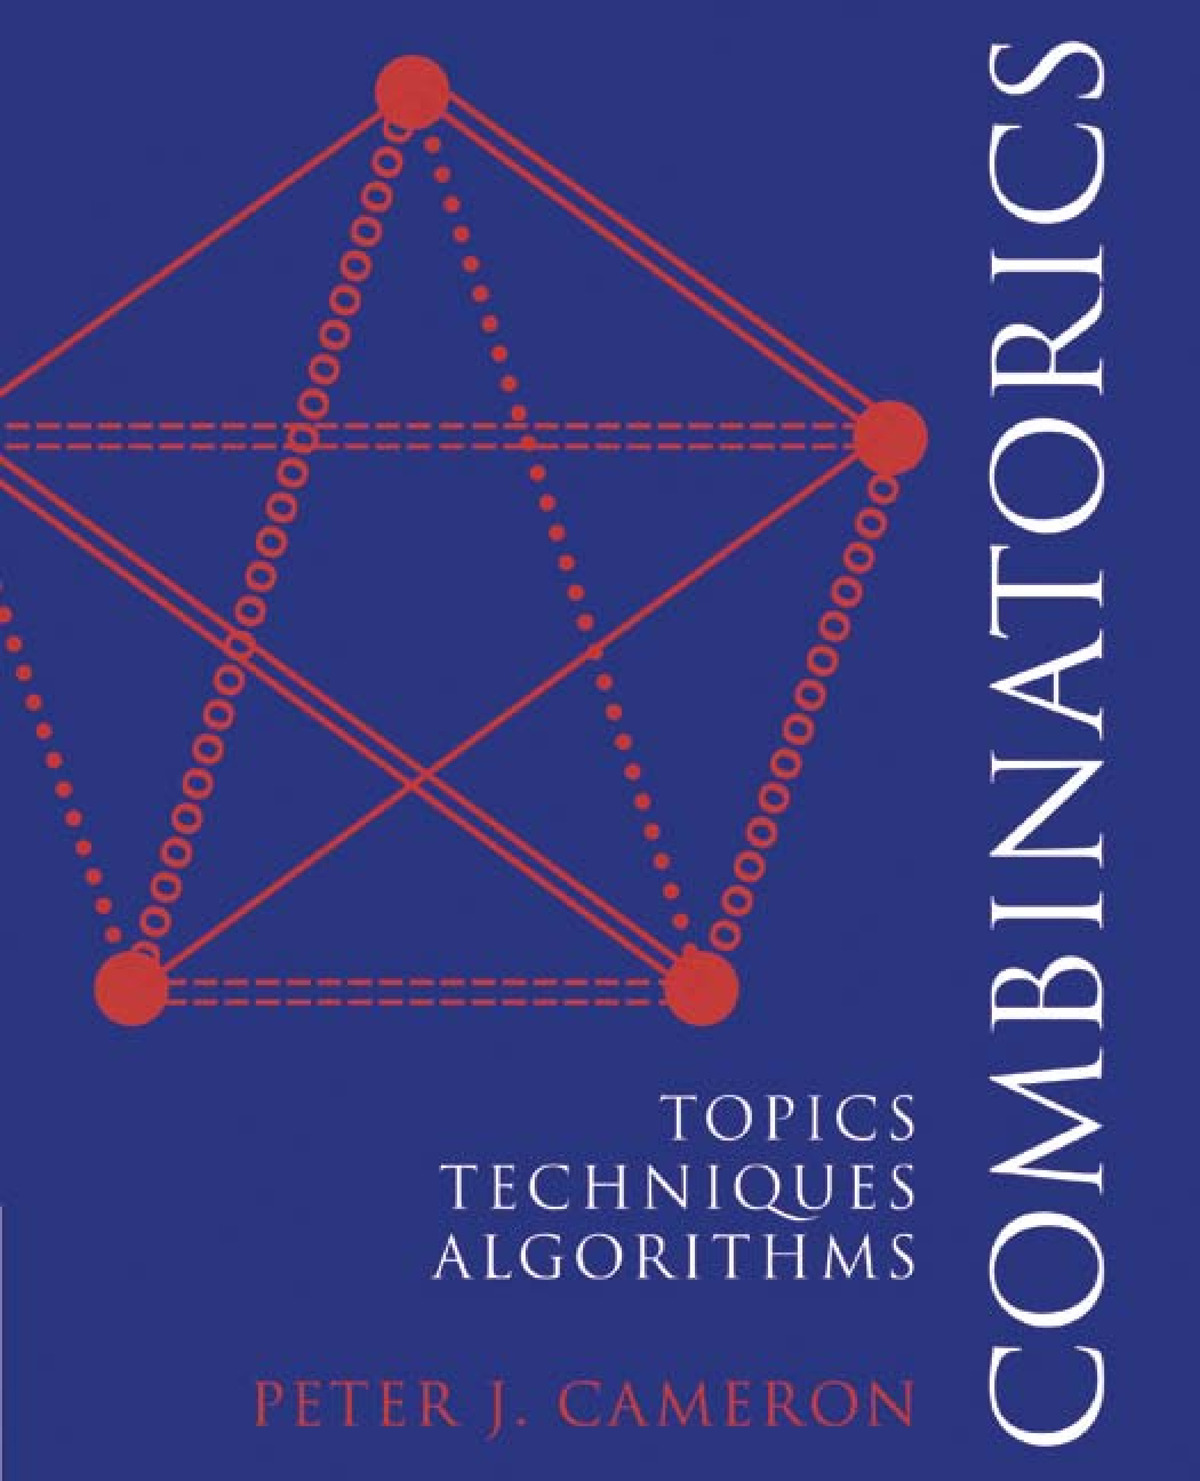 COMBINATORICS
TOPICS
TECHNIQUES
ALGORITHMS
PETER J. CAMERON